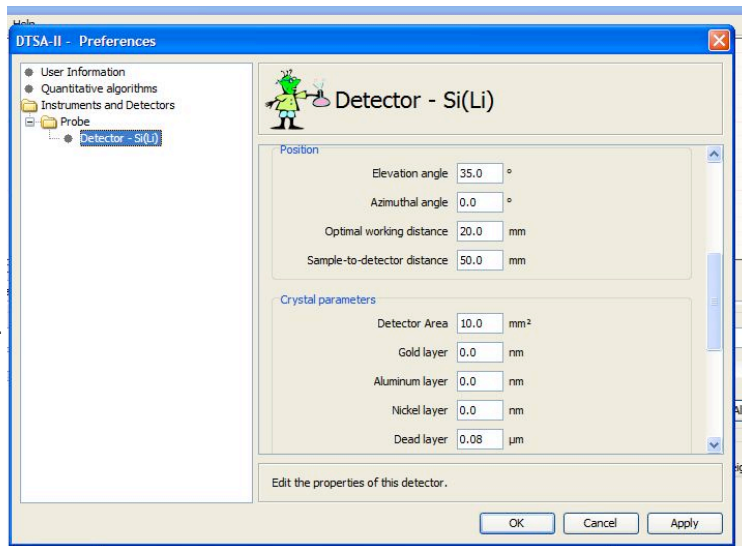 Help
DTSA-II - Preferences
User Information
Quantitative algorithms
Instruments and Detectors
Probe
Detector - Si(Li)
Detector - Si(Li)
Position
Elevation angle 35.0 °
Azimuthal angle 0.0 °
Optimal working distance 20.0 mm
Sample-to-detector distance 50.0 mm
Crystal parameters
Detector Area 10.0 mm²
Gold layer 0.0 nm
Aluminum layer 0.0 nm
Nickel layer 0.0 nm
Dead layer 0.08 µm
Edit the properties of this detector.
OK Cancel Apply